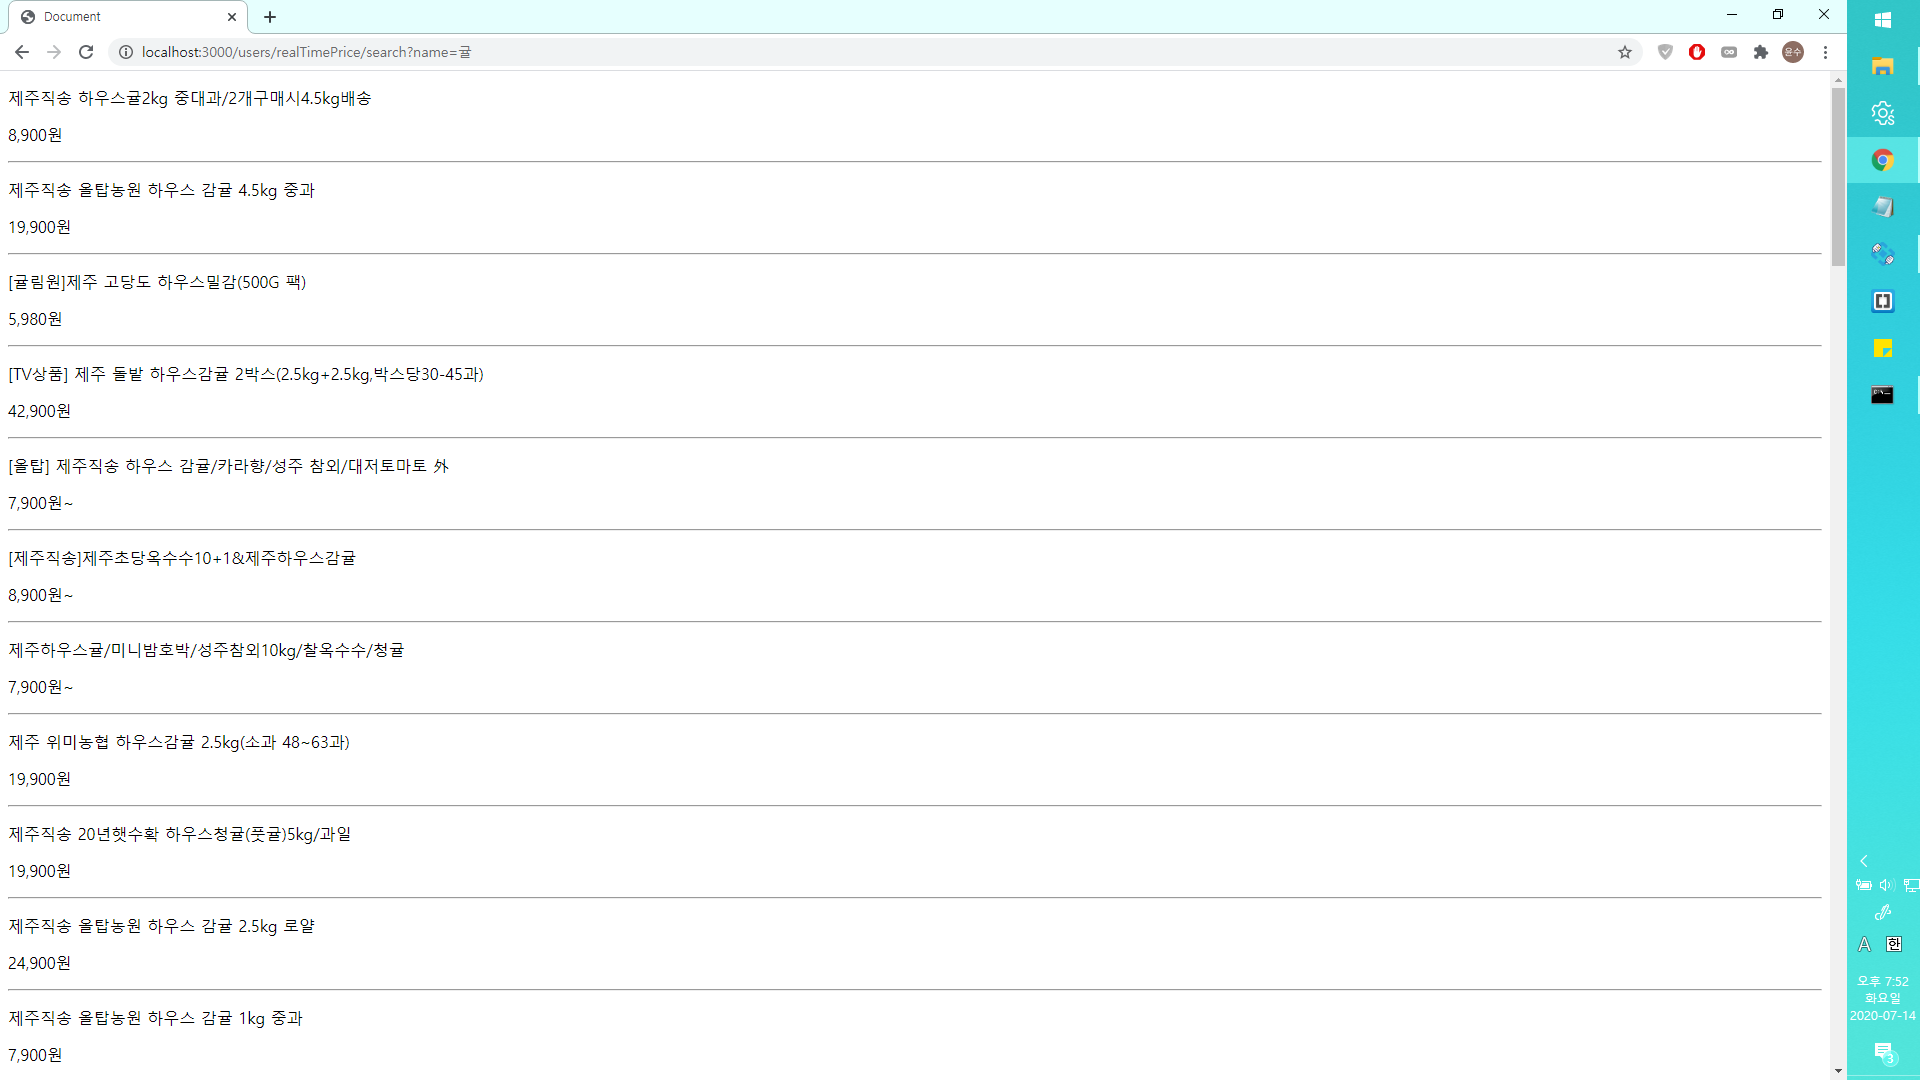 Document
localhost:3000/users/realTimePrice/search?name=귤
윤수
제주직송 하우스귤2kg 중대과/2개구매시4.5kg배송
8,900원
제주직송 올탑농원 하우스 감귤 4.5kg 중과
19,900원
[귤림원]제주 고당도 하우스밀감(500G 팩)
5,980원
[TV상품] 제주 돌밭 하우스감귤 2박스(2.5kg+2.5kg,박스당30-45과)
42,900원
[올탑] 제주직송 하우스 감귤/카라향/성주 참외/대저토마토 外
7,900원~
[제주직송]제주초당옥수수10+1&제주하우스감귤
8,900원~
제주하우스귤/미니밤호박/성주참외10kg/찰옥수수/청귤
7,900원~
제주 위미농협 하우스감귤 2.5kg(소과 48~63과)
19,900원
제주직송 20년햇수확 하우스청귤(풋귤)5kg/과일
19,900원
제주직송 올탑농원 하우스 감귤 2.5kg 로얄
24,900원
제주직송 올탑농원 하우스 감귤 1kg 중과
7,900원
A 한
오후 7:52
화요일
2020-07-14
3